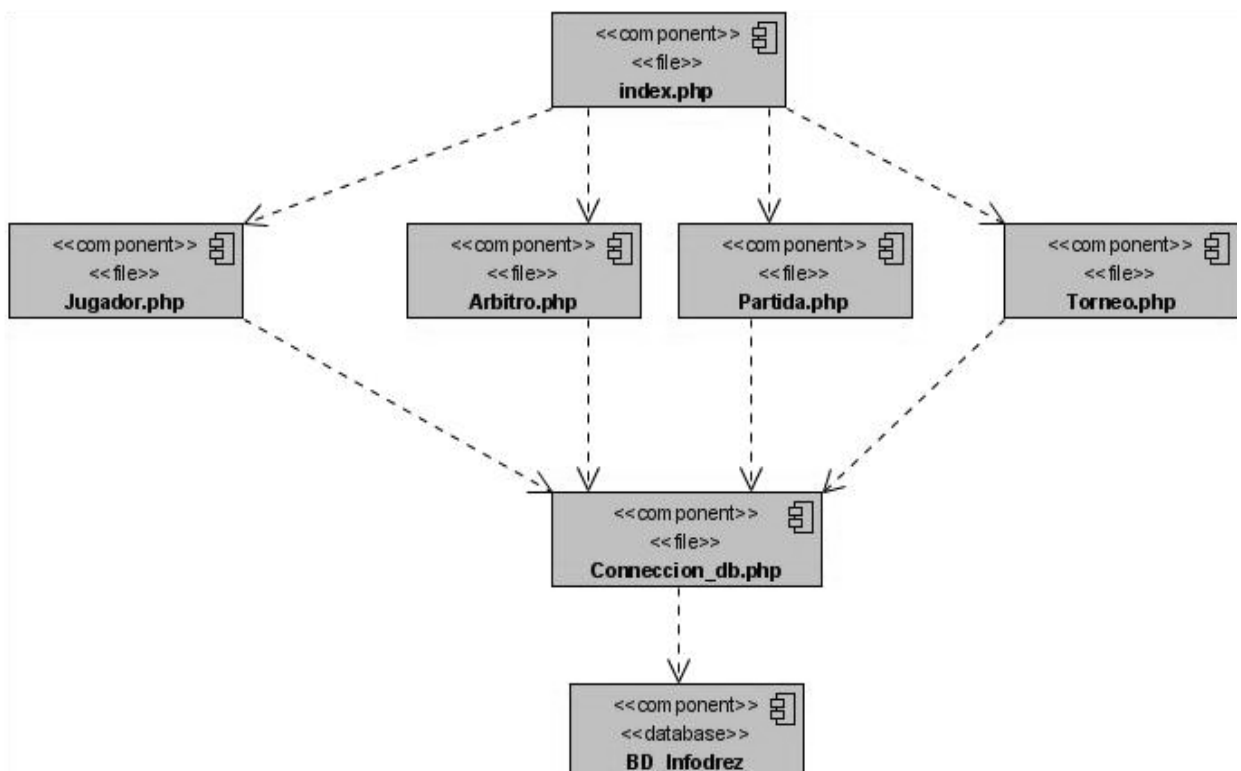 <<component>>
<<file>>
index.php
<<component>>
<<file>>
Jugador.php
<<component>>
<<file>>
Arbitro.php
<<component>>
<<file>>
Partida.php
<<component>>
<<file>>
Torneo.php
<<component>>
<<file>>
Conneccion_db.php
<<component>>
<<database>>
BD_Infodrez